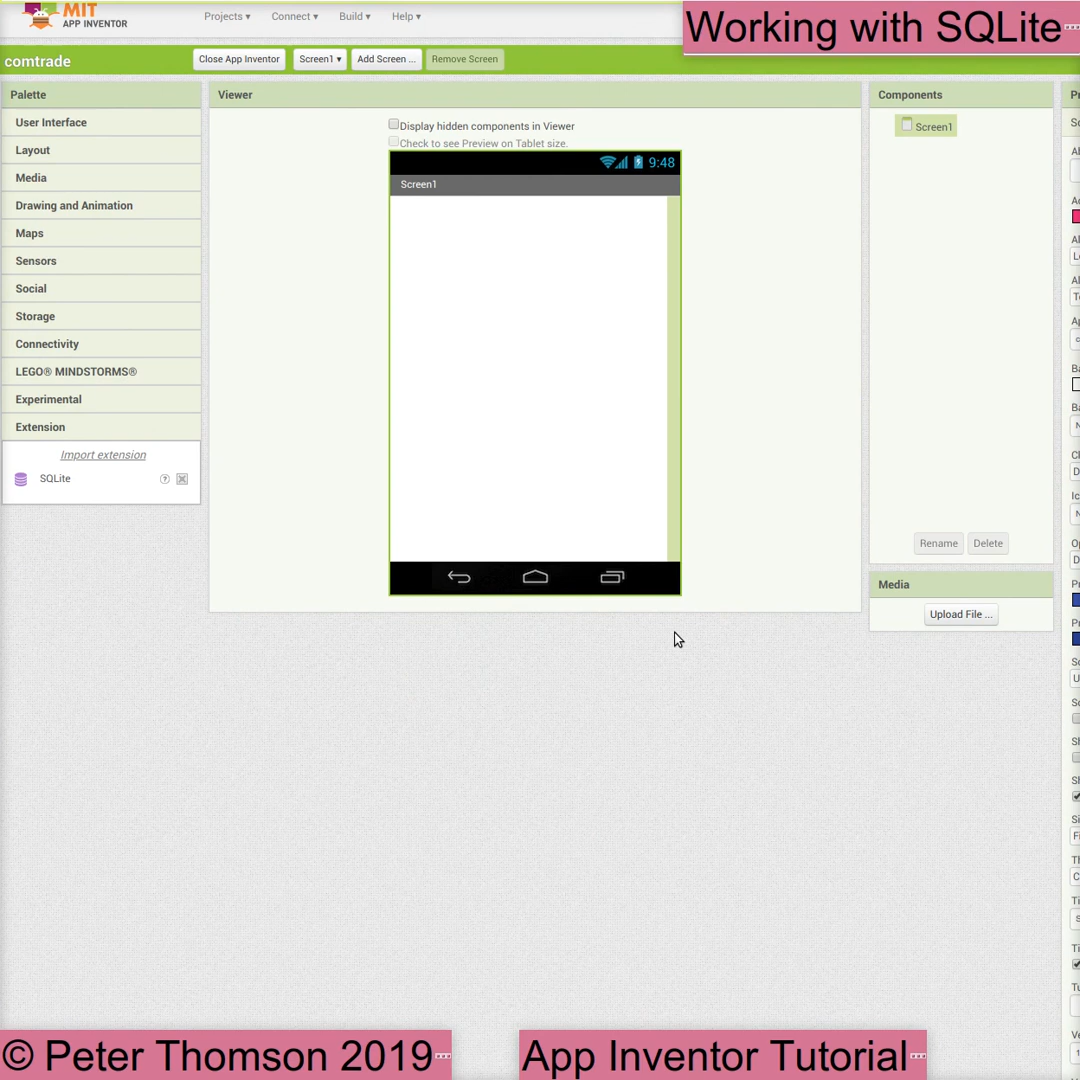 MIT
APP INVENTOR
Projects ▾ Connect ▾ Build ▾ Help ▾
Working with SQLite
comtrade
Close App Inventor Screen1 ▾ Add Screen ... Remove Screen
Palette
User Interface
Layout
Media
Drawing and Animation
Maps
Sensors
Social
Storage
Connectivity
LEGO® MINDSTORMS®
Experimental
Extension
Import extension
SQLite ?
Viewer
Display hidden components in Viewer
Check to see Preview on Tablet size.
9:48
Screen1
Components
Screen1
Rename Delete
Media
Upload File ...
© Peter Thomson 2019
App Inventor Tutorial